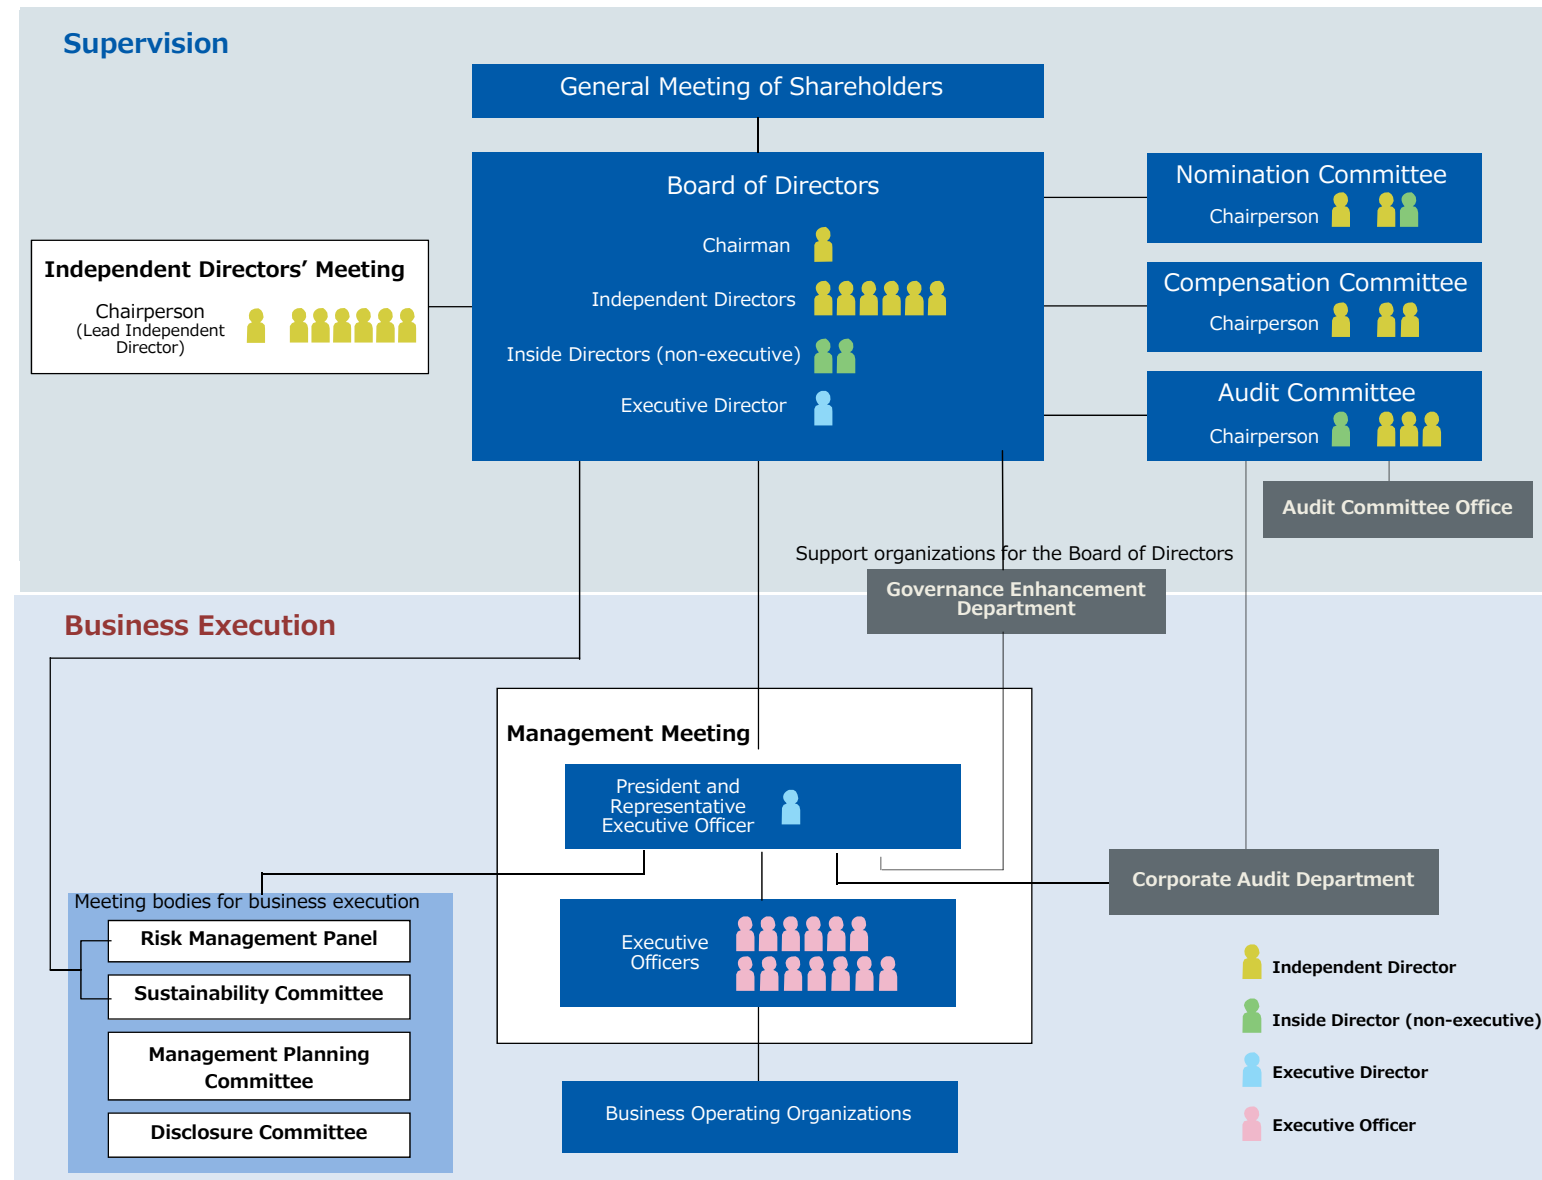 Supervision
General Meeting of Shareholders
Board of Directors
Chairman
Independent Directors
Inside Directors (non-executive)
Executive Director
Independent Directors’ Meeting
Chairperson
(Lead Independent
Director)
Nomination Committee
Chairperson
Compensation Committee
Chairperson
Audit Committee
Chairperson
Audit Committee Office
Support organizations for the Board of Directors
Governance Enhancement
Department
Business Execution
Management Meeting
President and
Representative
Executive Officer
Executive
Officers
Business Operating Organizations
Corporate Audit Department
Meeting bodies for business execution
Risk Management Panel
Sustainability Committee
Management Planning
Committee
Disclosure Committee
Independent Director
Inside Director (non-executive)
Executive Director
Executive Officer